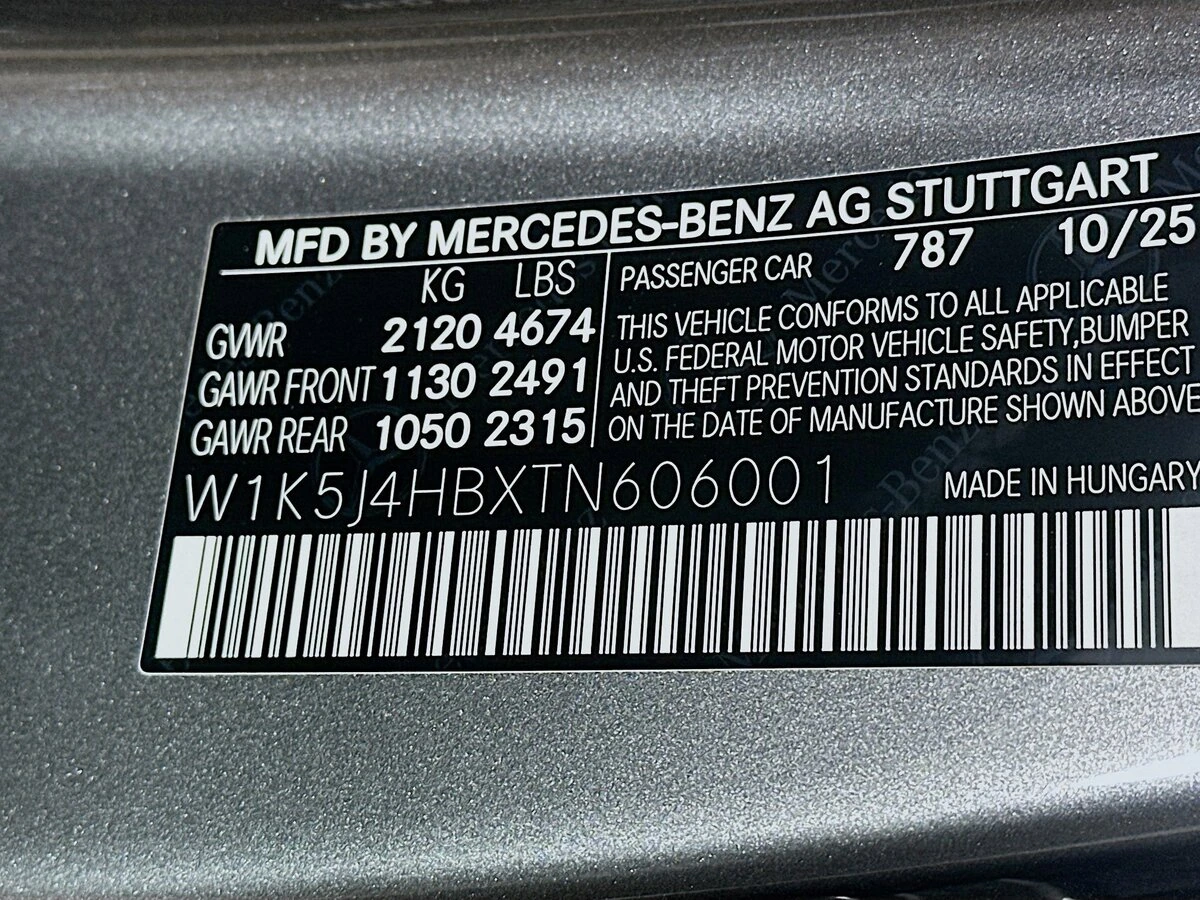 MFD BY MERCEDES-BENZ AG STUTTGART
KG LBS
GVWR 2120 4674
GAWR FRONT 1130 2491
GAWR REAR 1050 2315
PASSENGER CAR 787 10/25
THIS VEHICLE CONFORMS TO ALL APPLICABLE
U.S. FEDERAL MOTOR VEHICLE SAFETY,BUMPER
AND THEFT PREVENTION STANDARDS IN EFFECT
ON THE DATE OF MANUFACTURE SHOWN ABOVE
W1K5J4HBXTN606001
MADE IN HUNGARY